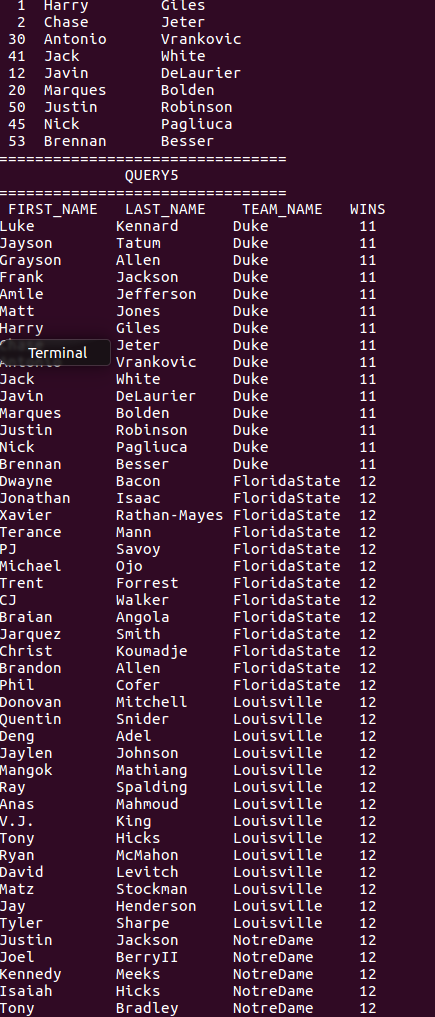 1 Harry Giles
2 Chase Jeter
30 Antonio Vrankovic
41 Jack White
12 Javin DeLaurier
20 Marques Bolden
50 Justin Robinson
45 Nick Pagliuca
53 Brennan Besser
================================
QUERY5
================================
FIRST_NAME LAST_NAME TEAM_NAME WINS
Luke Kennard Duke 11
Jayson Tatum Duke 11
Grayson Allen Duke 11
Frank Jackson Duke 11
Amile Jefferson Duke 11
Matt Jones Duke 11
Harry Giles Duke 11
Jeter Duke 11
Terminal
Vrankovic Duke 11
Jack White Duke 11
Javin DeLaurier Duke 11
Marques Bolden Duke 11
Justin Robinson Duke 11
Nick Pagliuca Duke 11
Brennan Besser Duke 11
Dwayne Bacon FloridaState 12
Jonathan Isaac FloridaState 12
Xavier Rathan-Mayes FloridaState 12
Terance Mann FloridaState 12
PJ Savoy FloridaState 12
Michael Ojo FloridaState 12
Trent Forrest FloridaState 12
CJ Walker FloridaState 12
Braian Angola FloridaState 12
Jarquez Smith FloridaState 12
Christ Koumadje FloridaState 12
Brandon Allen FloridaState 12
Phil Cofer FloridaState 12
Donovan Mitchell Louisville 12
Quentin Snider Louisville 12
Deng Adel Louisville 12
Jaylen Johnson Louisville 12
Mangok Mathiang Louisville 12
Ray Spalding Louisville 12
Anas Mahmoud Louisville 12
V.J. King Louisville 12
Tony Hicks Louisville 12
Ryan McMahon Louisville 12
David Levitch Louisville 12
Matz Stockman Louisville 12
Jay Henderson Louisville 12
Tyler Sharpe Louisville 12
Justin Jackson NotreDame 12
Joel BerryII NotreDame 12
Kennedy Meeks NotreDame 12
Isaiah Hicks NotreDame 12
Tony Bradley NotreDame 12